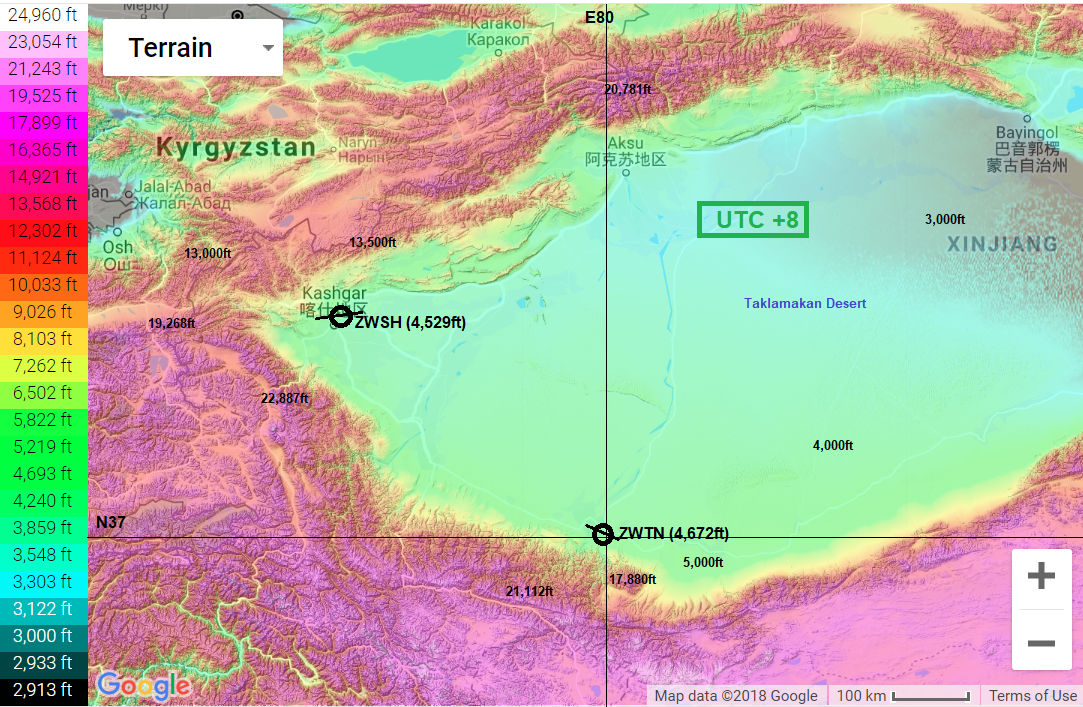 24,960 ft
23,054 ft
21,243 ft
19,525 ft
17,899 ft
16,365 ft
14,921 ft
13,568 ft
12,302 ft
11,124 ft
10,033 ft
9,026 ft
8,103 ft
7,262 ft
6,502 ft
5,822 ft
5,219 ft
4,693 ft
4,240 ft
3,859 ft
3,548 ft
3,303 ft
3,122 ft
3,000 ft
2,933 ft
2,913 ft
Terrain
E80
Karakol
Каракол
20,781ft
Kyrgyzstan
Naryn
Нарын
Aksu
阿克苏地区
Bayingol
巴音郭楞
蒙古自治州
Jalal-Abad
Жалал-Абад
UTC +8
3,000ft
XINJIANG
Osh
Ош
13,000ft
13,500ft
Kashgar
喀什地区
Taklamakan Desert
19,268ft
ZWSH (4,529ft)
22,887ft
4,000ft
N37
ZWTN (4,672ft)
5,000ft
17,880ft
21,112ft
Google
Map data ©2018 Google
100 km
Terms of Use